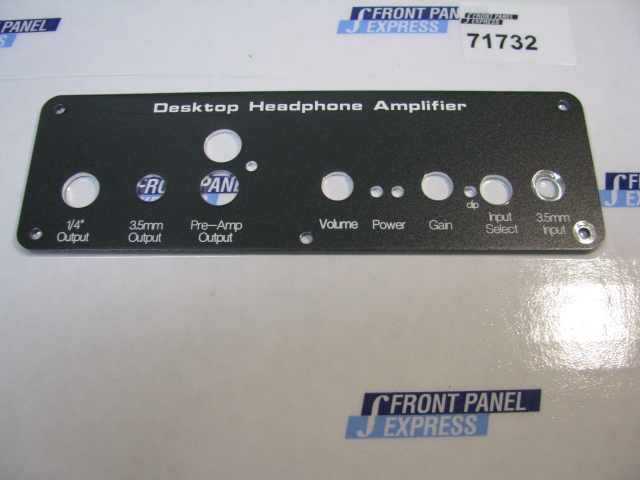 FRONT PANEL
EXPRESS
FRONT PANEL
EXPRESS
71732
PANEL
ESS
Desktop Headphone Amplifier
1/4"
Output
3.5mm
Output
Pre-Amp
Output
Volume
Power
Gain
clip
Input
Select
3.5mm
Input
FRONT PANEL
EXPRESS